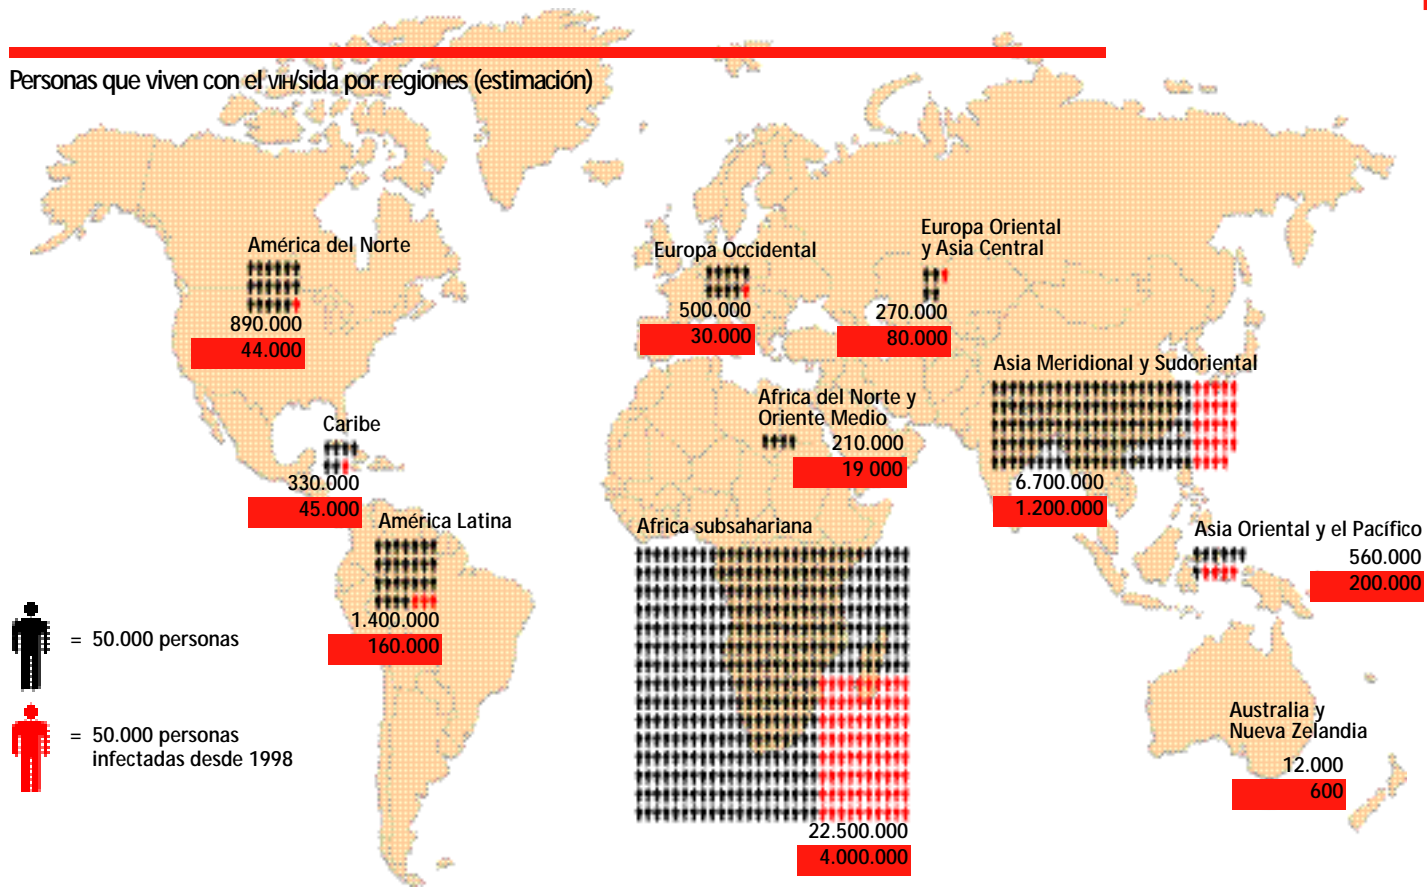 Personas que viven con el VIH/sida por regiones (estimación)
América del Norte
890.000
44.000
Caribe
330.000
45.000
América Latina
1.400.000
160.000
Europa Occidental
500.000
30.000
Europa Oriental
y Asia Central
270.000
80.000
Africa del Norte y
Oriente Medio
210.000
19 000
Asia Meridional y Sudoriental
6.700.000
1.200.000
Africa subsahariana
22.500.000
4.000.000
Asia Oriental y el Pacífico
560.000
200.000
Australia y
Nueva Zelandia
12.000
600
= 50.000 personas
= 50.000 personas
infectadas desde 1998